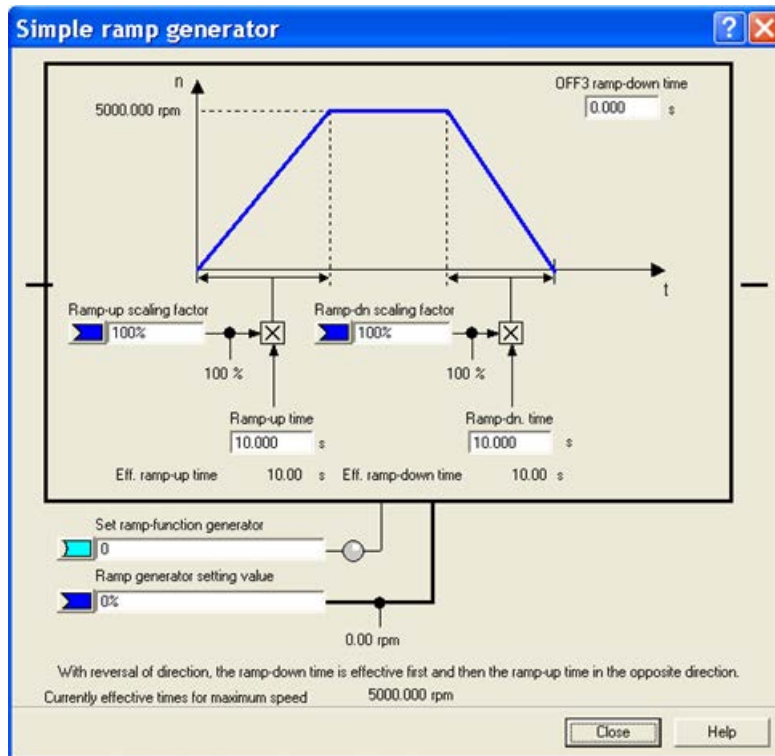 Simple ramp generator
n
OFF3 ramp-down time
5000.000 rpm
0.000 s
t
Ramp-up scaling factor
Ramp-dn scaling factor
100%
100%
100 %
100 %
Ramp-up time
Ramp-dn. time
10.000 s
10.000 s
Eff. ramp-up time 10.00 s Eff. ramp-down time 10.00 s
Set ramp-function generator
0
Ramp generator setting value
0%
0.00 rpm
With reversal of direction, the ramp-down time is effective first and then the ramp-up time in the opposite direction.
Currently effective times for maximum speed 5000.000 rpm
Close Help